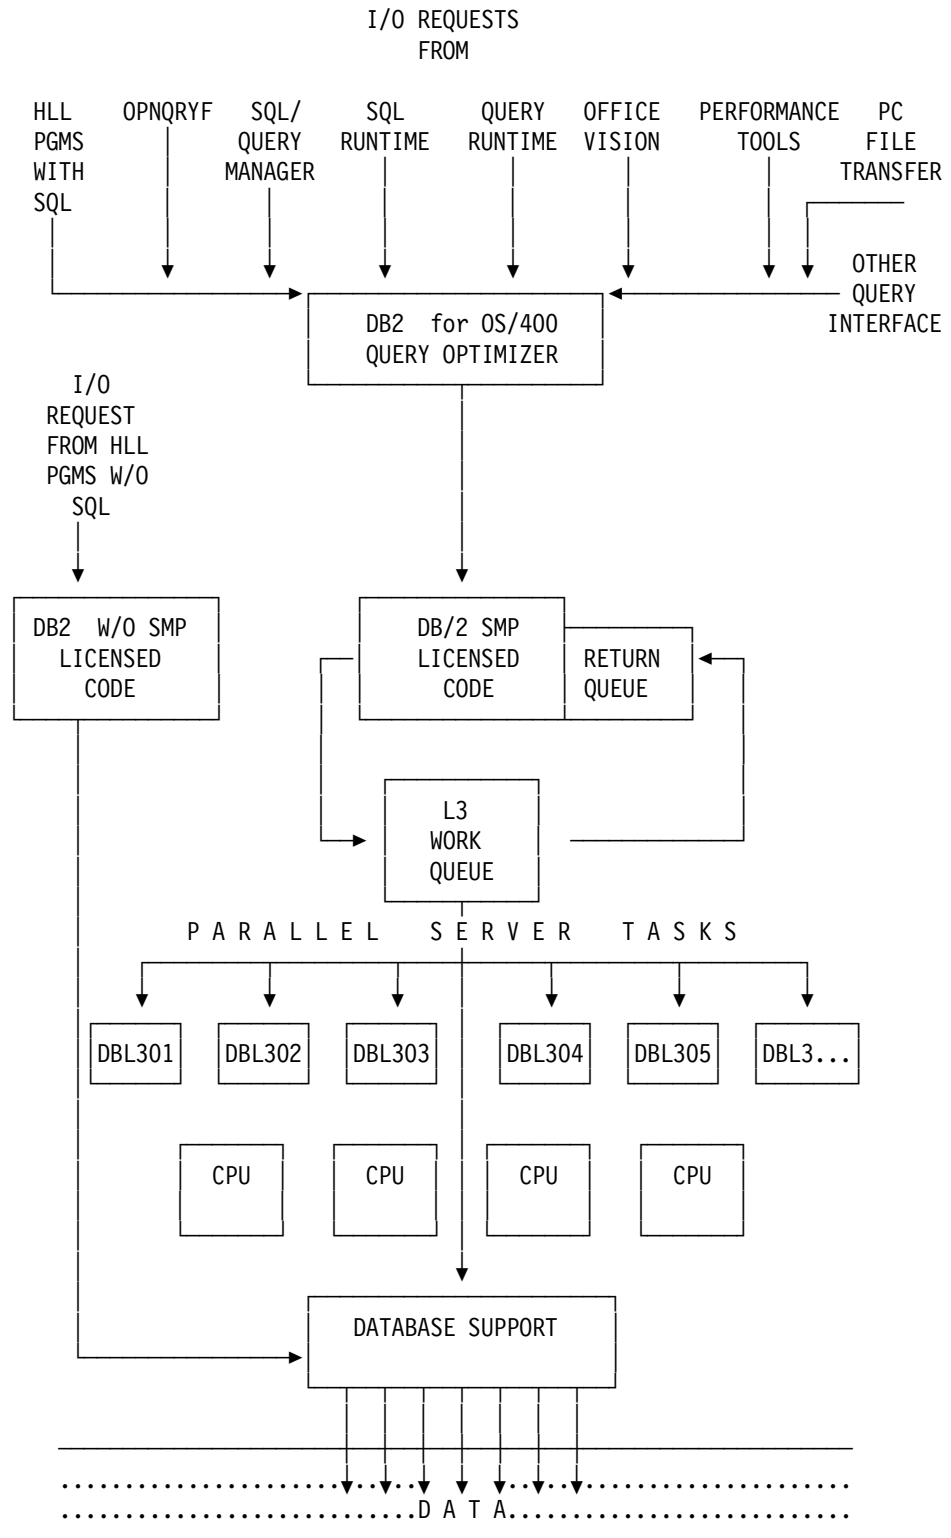 I/O REQUESTS
FROM
HLL
PGMS
WITH
SQL
OPNQRYF
SQL/
QUERY
MANAGER
SQL
RUNTIME
QUERY
RUNTIME
OFFICE
VISION
PERFORMANCE
TOOLS
PC
FILE
TRANSFER
OTHER
QUERY
INTERFACE
DB2 for OS/400
QUERY OPTIMIZER
I/O
REQUEST
FROM HLL
PGMS W/O
SQL
DB2 W/O SMP
LICENSED
CODE
DB/2 SMP
LICENSED
CODE
RETURN
QUEUE
L3
WORK
QUEUE
P A R A L L E L S E R V E R T A S K S
DBL301 DBL302 DBL303 DBL304 DBL305 DBL3...
CPU CPU CPU CPU
DATABASE SUPPORT
D A T A